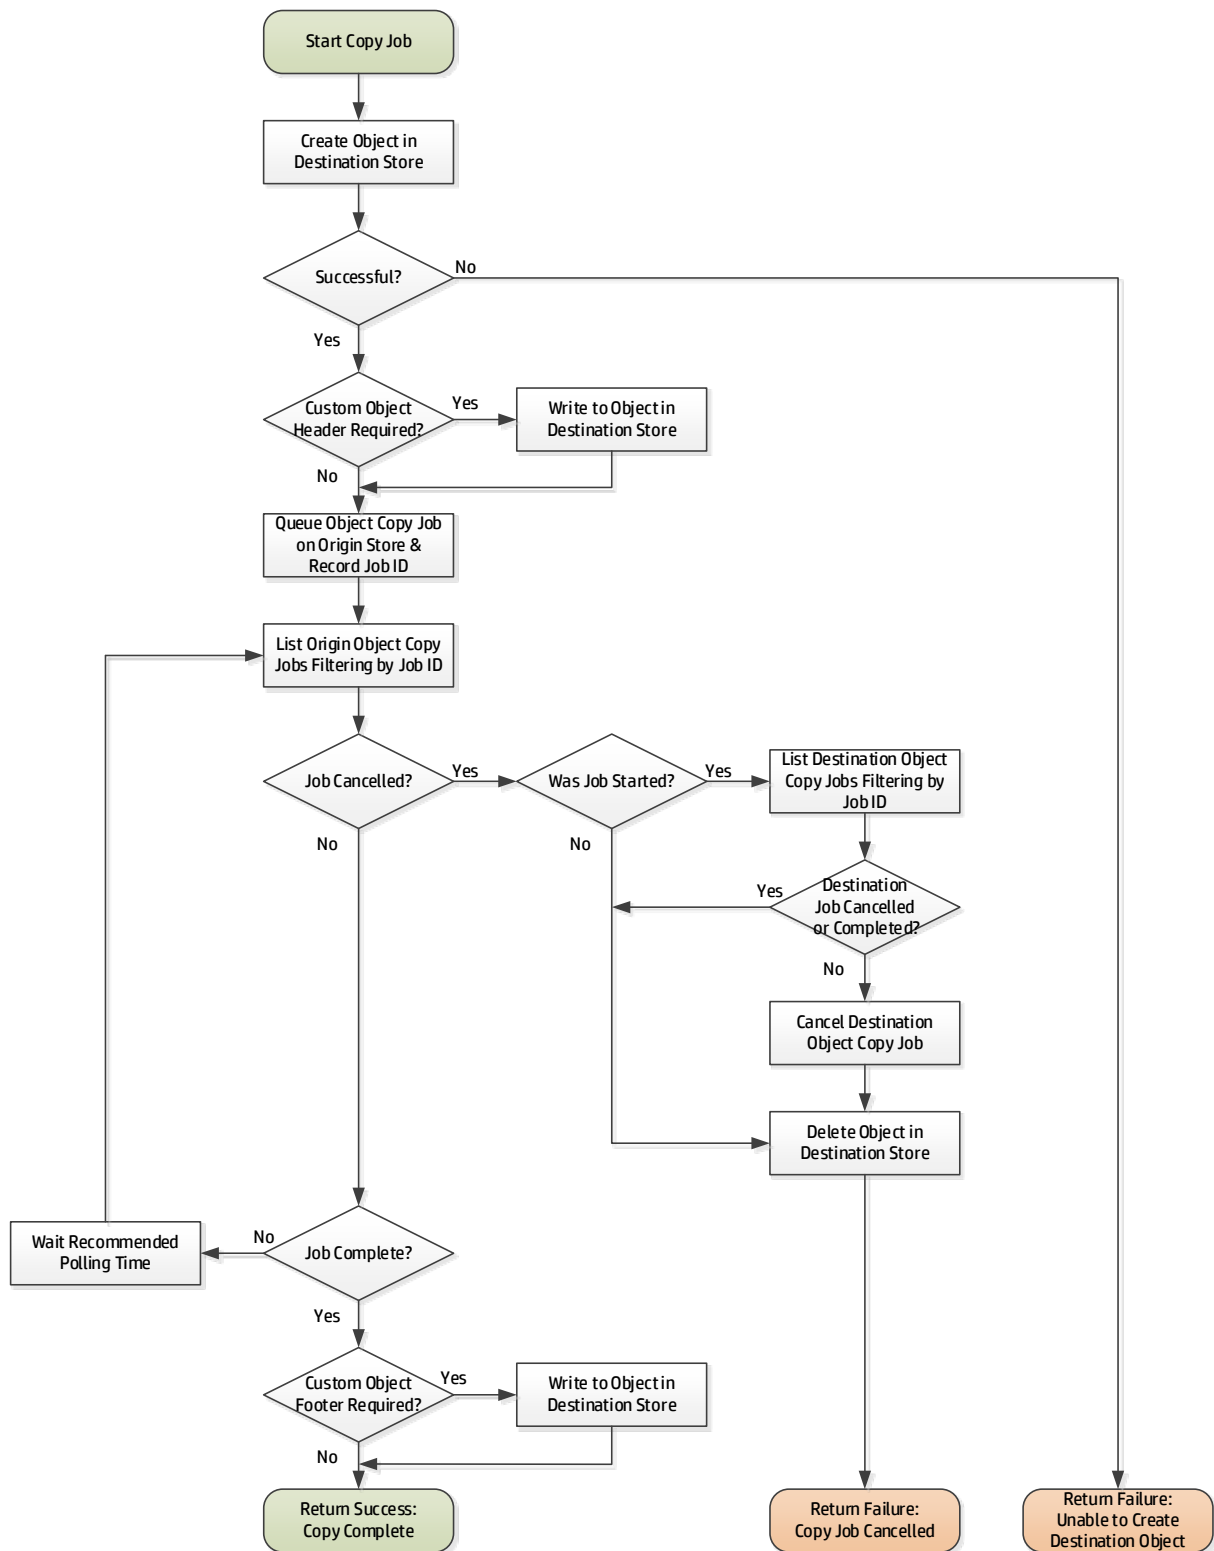 Start Copy Job
Create Object in
Destination Store
Successful?
No
Yes
Custom Object
Header Required?
Yes
Write to Object in
Destination Store
No
Queue Object Copy Job
on Origin Store &
Record Job ID
List Origin Object Copy
Jobs Filtering by Job ID
Job Cancelled?
Yes
Was Job Started?
Yes
List Destination Object
Copy Jobs Filtering by
Job ID
No
No
Yes
Destination
Job Cancelled
or Completed?
No
Cancel Destination
Object Copy Job
Delete Object in
Destination Store
Wait Recommended
Polling Time
No
Job Complete?
Yes
Custom Object
Footer Required?
Yes
Write to Object in
Destination Store
No
Return Success:
Copy Complete
Return Failure:
Copy Job Cancelled
Return Failure:
Unable to Create
Destination Object